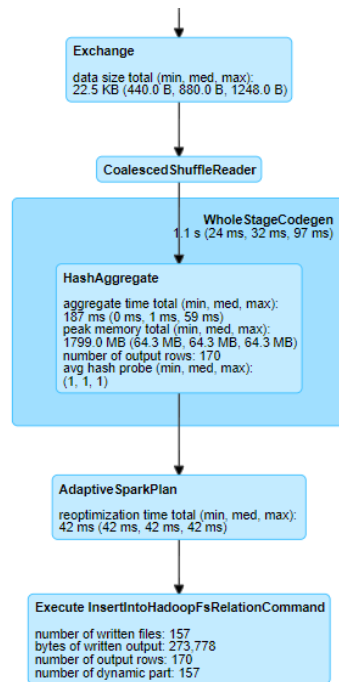 Exchange
data size total (min, med, max):
22.5 KB (440.0 B, 880.0 B, 1248.0 B)
CoalescedShuffleReader
WholeStageCodegen
1.1 s (24 ms, 32 ms, 97 ms)
HashAggregate
aggregate time total (min, med, max):
187 ms (0 ms, 1 ms, 59 ms)
peak memory total (min, med, max):
1799.0 MB (64.3 MB, 64.3 MB, 64.3 MB)
number of output rows: 170
avg hash probe (min, med, max):
(1, 1, 1)
AdaptiveSparkPlan
reoptimization time total (min, med, max):
42 ms (42 ms, 42 ms, 42 ms)
Execute InsertIntoHadoopFsRelationCommand
number of written files: 157
bytes of written output: 273,778
number of output rows: 170
number of dynamic part: 157